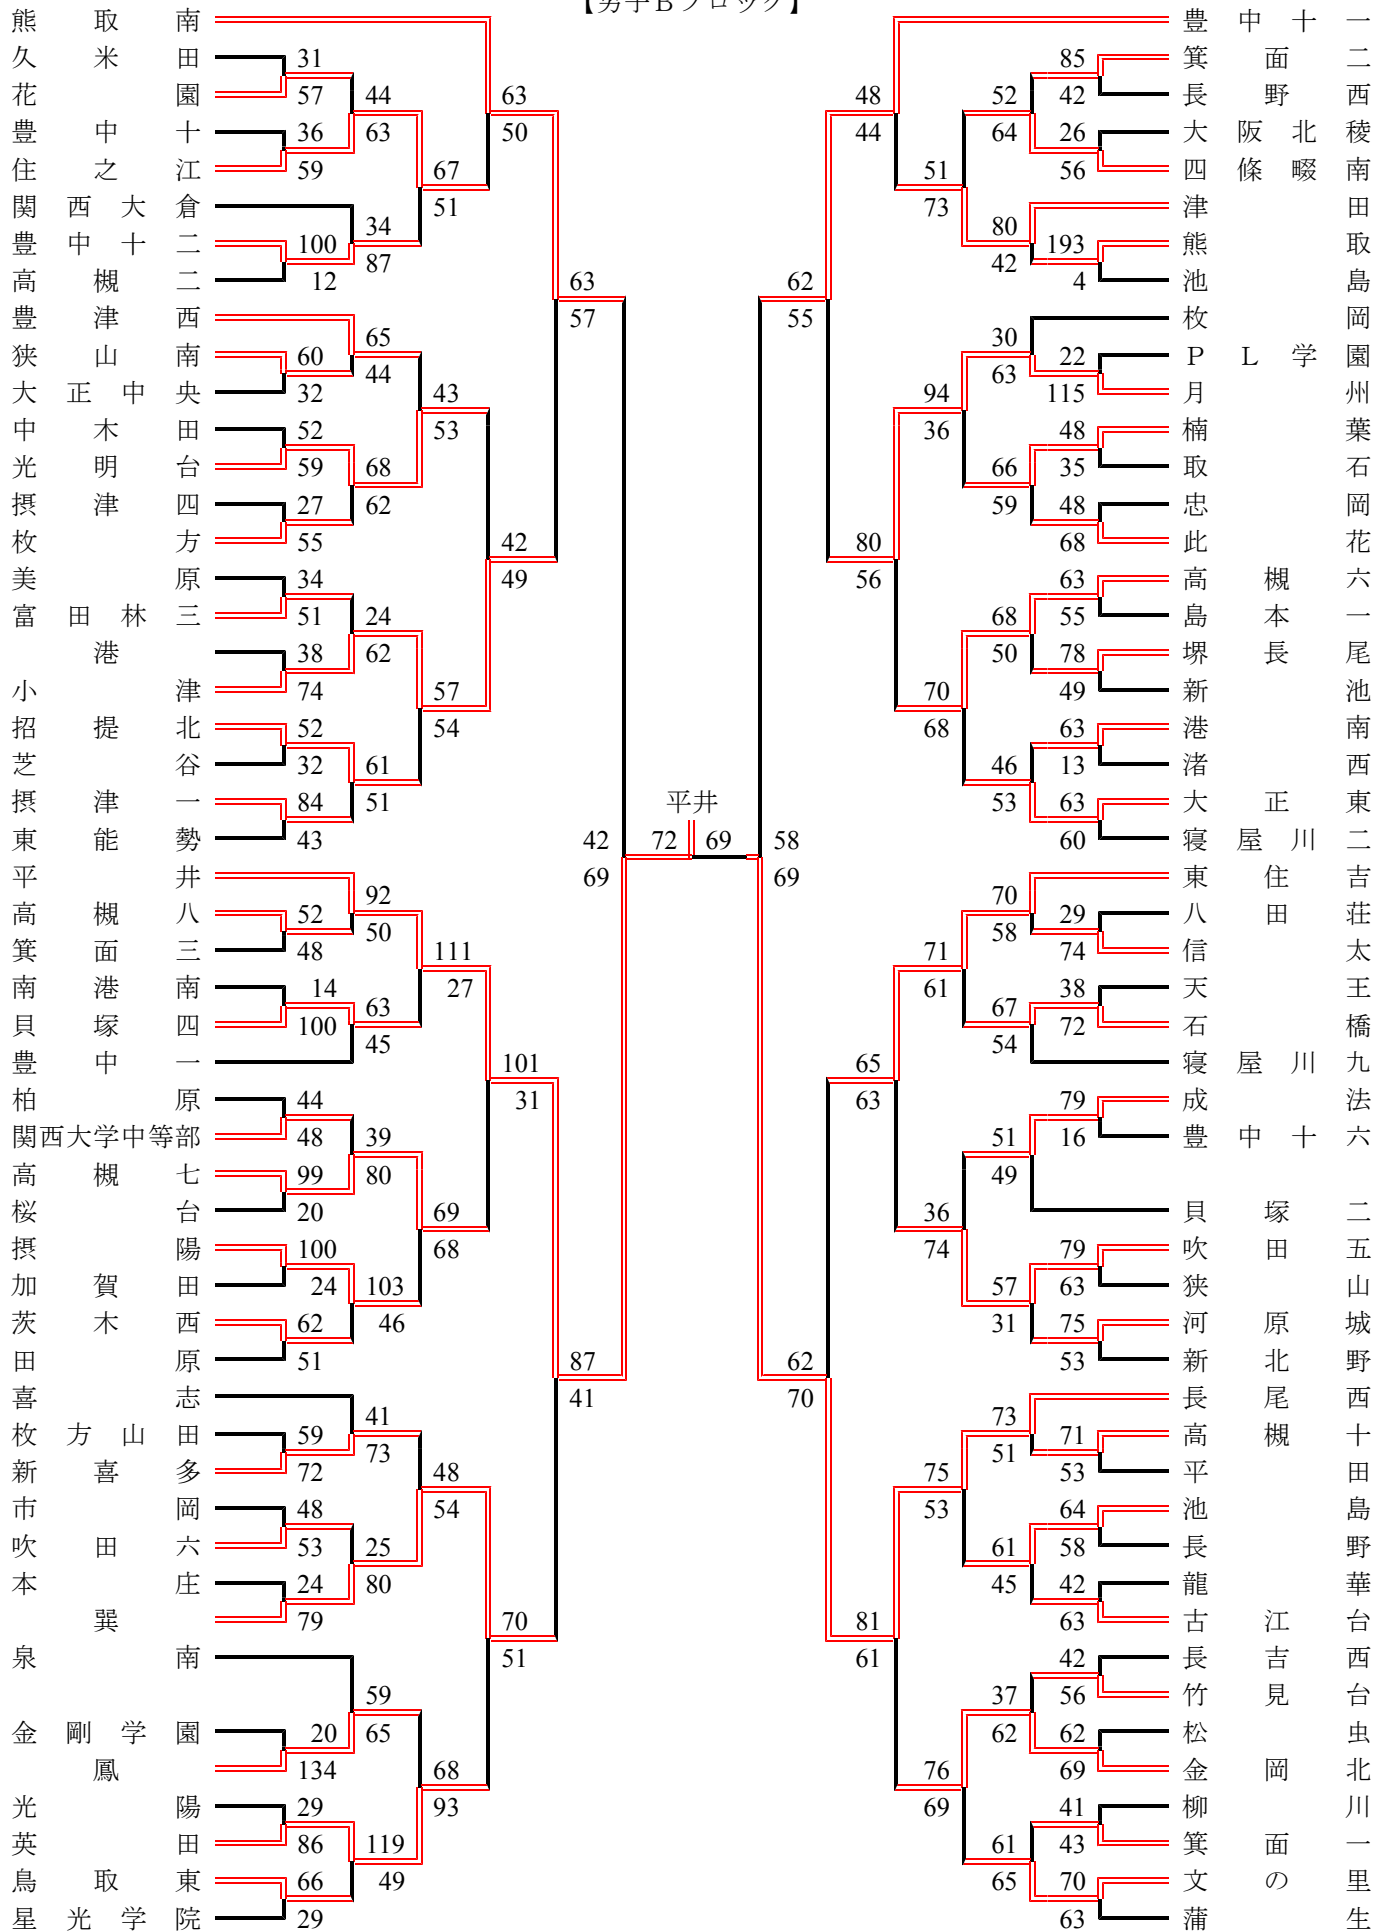 【男子Ｂブロック】
熊取南
久米田
花園
豊中十
住之江
関西大倉
豊中十二
高槻二
豊津西
狭山南
大正中央
中木田
光明台
摂津四
枚方
美原
富田林三
港
小津
招提北
芝谷
摂津一
東能勢
平井
高槻八
箕面三
南港南
貝塚四
豊中一
柏原
関西大学中等部
高槻七
桜台
摂陽
加賀田
茨木西
田原
喜志
枚方山田
新喜多
市岡
吹田六
本庄
巽
泉南
金剛学園
鳳
光陽
英田
鳥取東
星光学院
31
57
36
59
100
12
60
32
52
59
27
55
34
51
38
74
52
32
84
43
52
48
14
100
44
48
99
20
100
24
62
51
59
72
48
53
24
79
20
134
29
86
66
29
44
63
34
87
65
44
68
62
24
62
61
51
92
50
63
45
39
80
103
46
41
73
25
80
59
65
119
49
67
51
43
53
57
54
111
27
69
68
48
54
68
93
63
50
42
49
101
31
70
51
63
57
87
41
42
69
平井
72 69
58
69
62
55
62
70
48
44
80
56
65
63
81
61
51
73
94
36
70
68
71
61
36
74
75
53
76
69
52
64
80
42
30
63
66
59
68
50
46
53
70
58
67
54
51
49
57
31
73
51
61
45
37
62
61
65
85
42
26
56
193
4
22
115
48
35
48
68
63
55
78
49
63
13
63
60
29
74
38
72
79
16
79
63
75
53
71
53
64
58
42
63
42
56
62
69
41
43
70
63
豊中十一
箕面二
長野西
大阪北稜
四條畷南
津田
熊取
池島
枚岡
ＰＬ学園
月州
楠葉
取石
忠岡
此花
高槻六
島本一
堺長尾
新池
港南
渚西
大正東
寝屋川二
東住吉
八田荘
信太
天王
石橋
寝屋川九
成法
豊中十六
貝塚二
吹田五
狭山
河原城
新北野
長尾西
高槻十
平田
池島
長野
龍華
古江台
長吉西
竹見台
松虫
金岡北
柳川
箕面一
文の里
蒲生